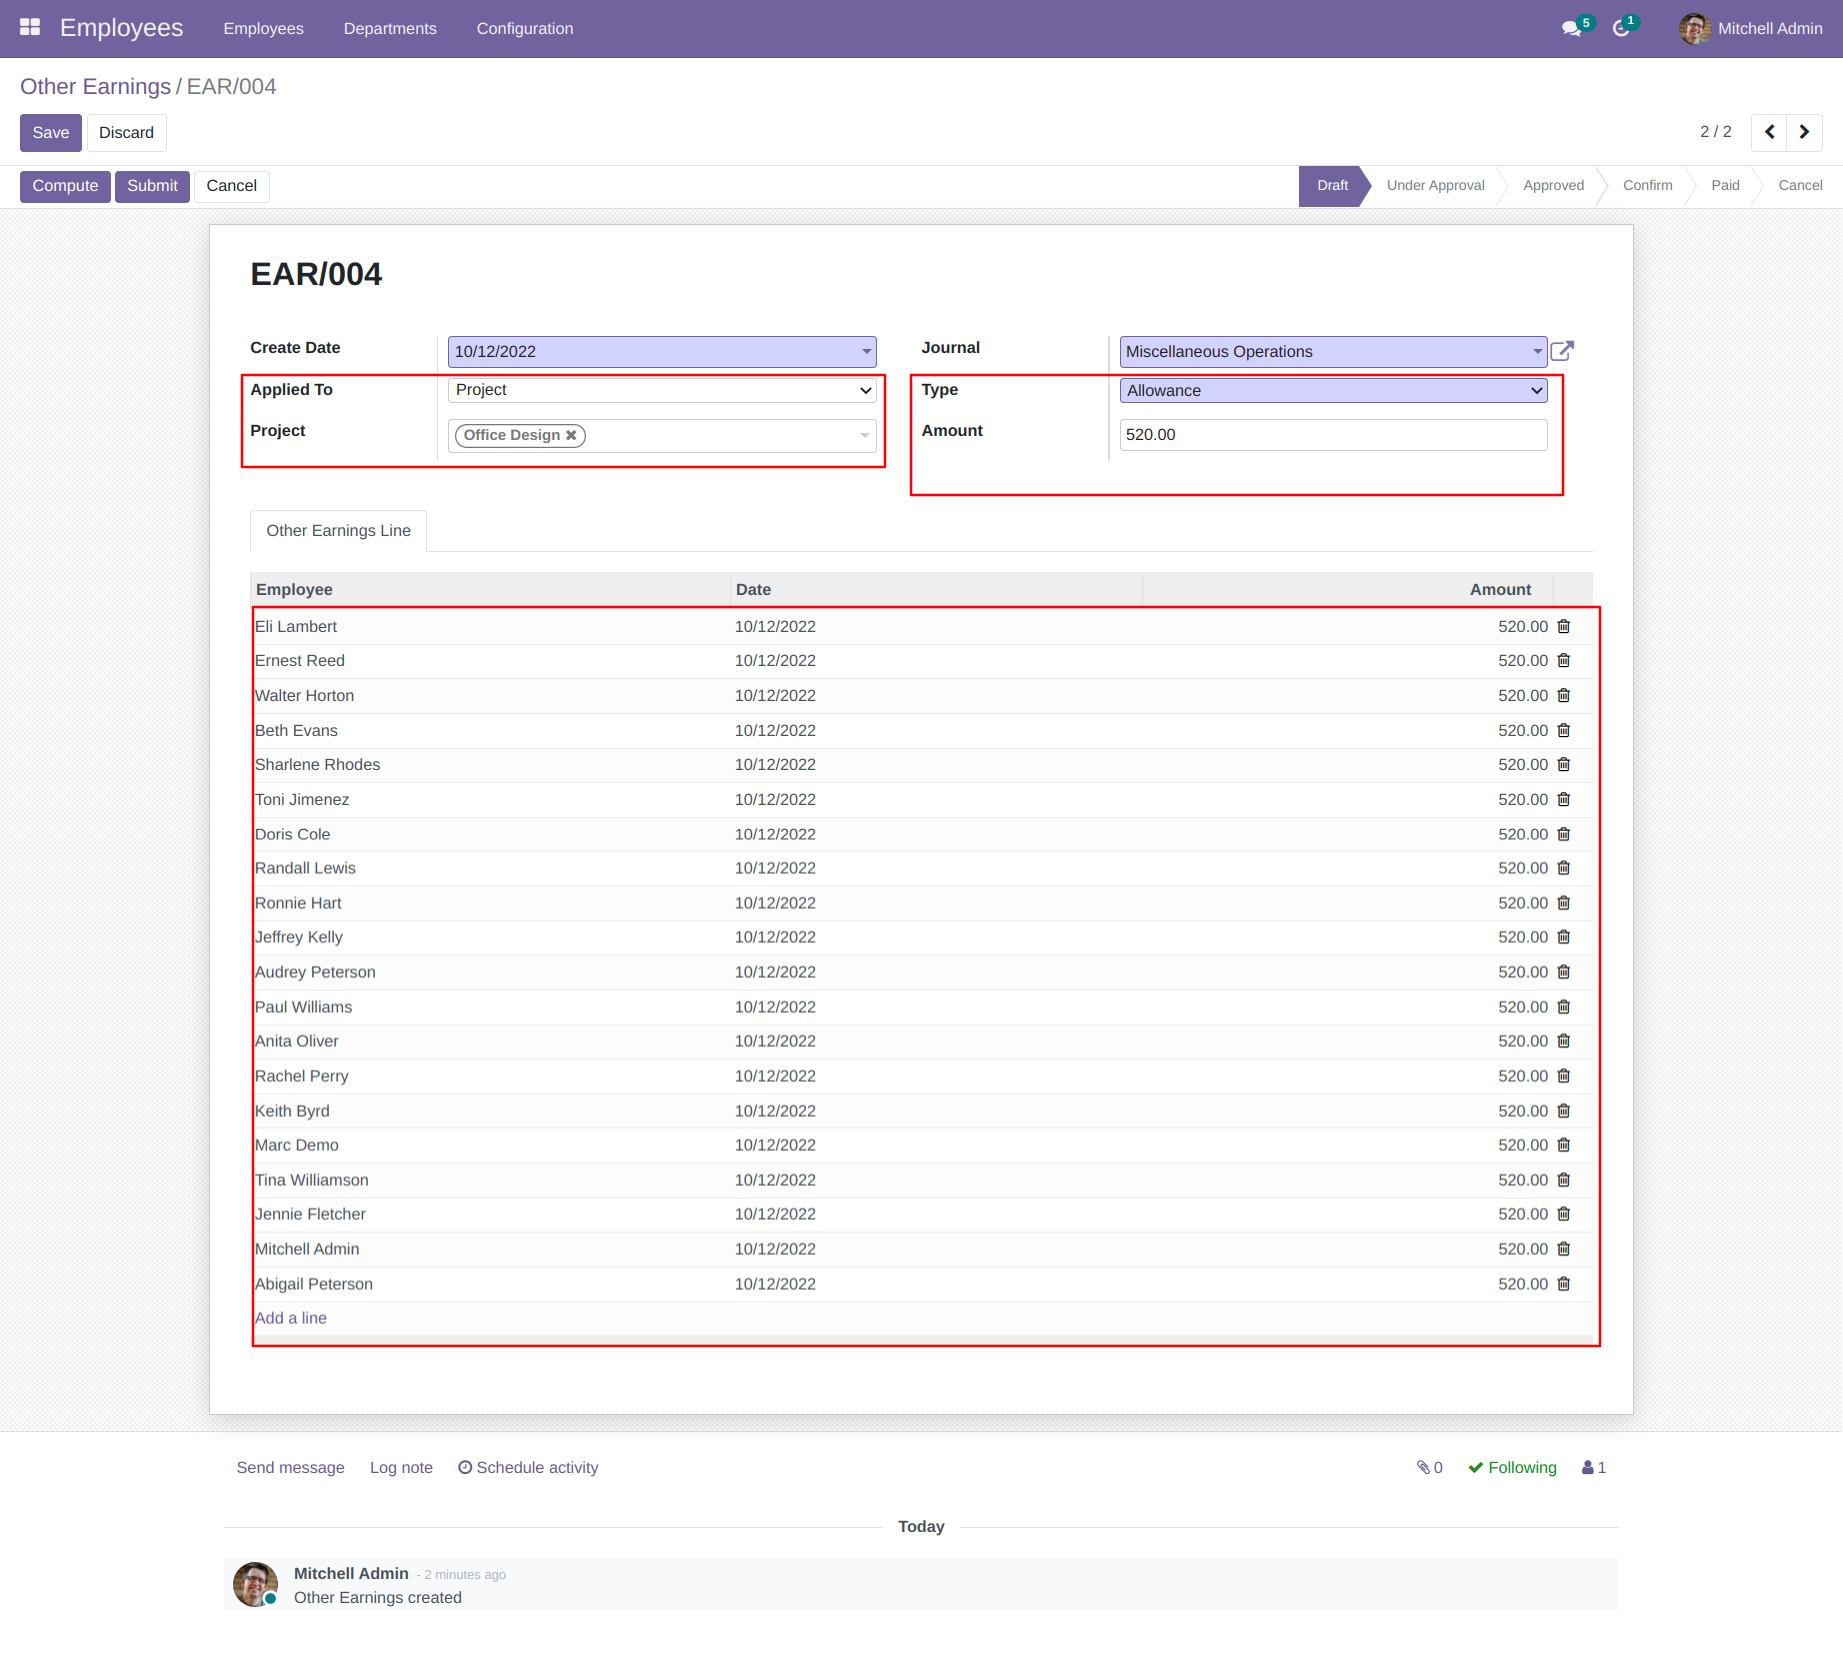 Employees Employees Departments Configuration 5 1 Mitchell Admin
Other Earnings / EAR/004
Save Discard 2 / 2
Compute Submit Cancel Draft Under Approval Approved Confirm Paid Cancel
EAR/004
Create Date 10/12/2022 Journal Miscellaneous Operations
Applied To Project Type Allowance
Project Office Design Amount 520.00
Other Earnings Line
Employee Date Amount
Eli Lambert 10/12/2022 520.00
Ernest Reed 10/12/2022 520.00
Walter Horton 10/12/2022 520.00
Beth Evans 10/12/2022 520.00
Sharlene Rhodes 10/12/2022 520.00
Toni Jimenez 10/12/2022 520.00
Doris Cole 10/12/2022 520.00
Randall Lewis 10/12/2022 520.00
Ronnie Hart 10/12/2022 520.00
Jeffrey Kelly 10/12/2022 520.00
Audrey Peterson 10/12/2022 520.00
Paul Williams 10/12/2022 520.00
Anita Oliver 10/12/2022 520.00
Rachel Perry 10/12/2022 520.00
Keith Byrd 10/12/2022 520.00
Marc Demo 10/12/2022 520.00
Tina Williamson 10/12/2022 520.00
Jennie Fletcher 10/12/2022 520.00
Mitchell Admin 10/12/2022 520.00
Abigail Peterson 10/12/2022 520.00
Add a line
Send message Log note Schedule activity 0 Following 1
Today
Mitchell Admin - 2 minutes ago
Other Earnings created